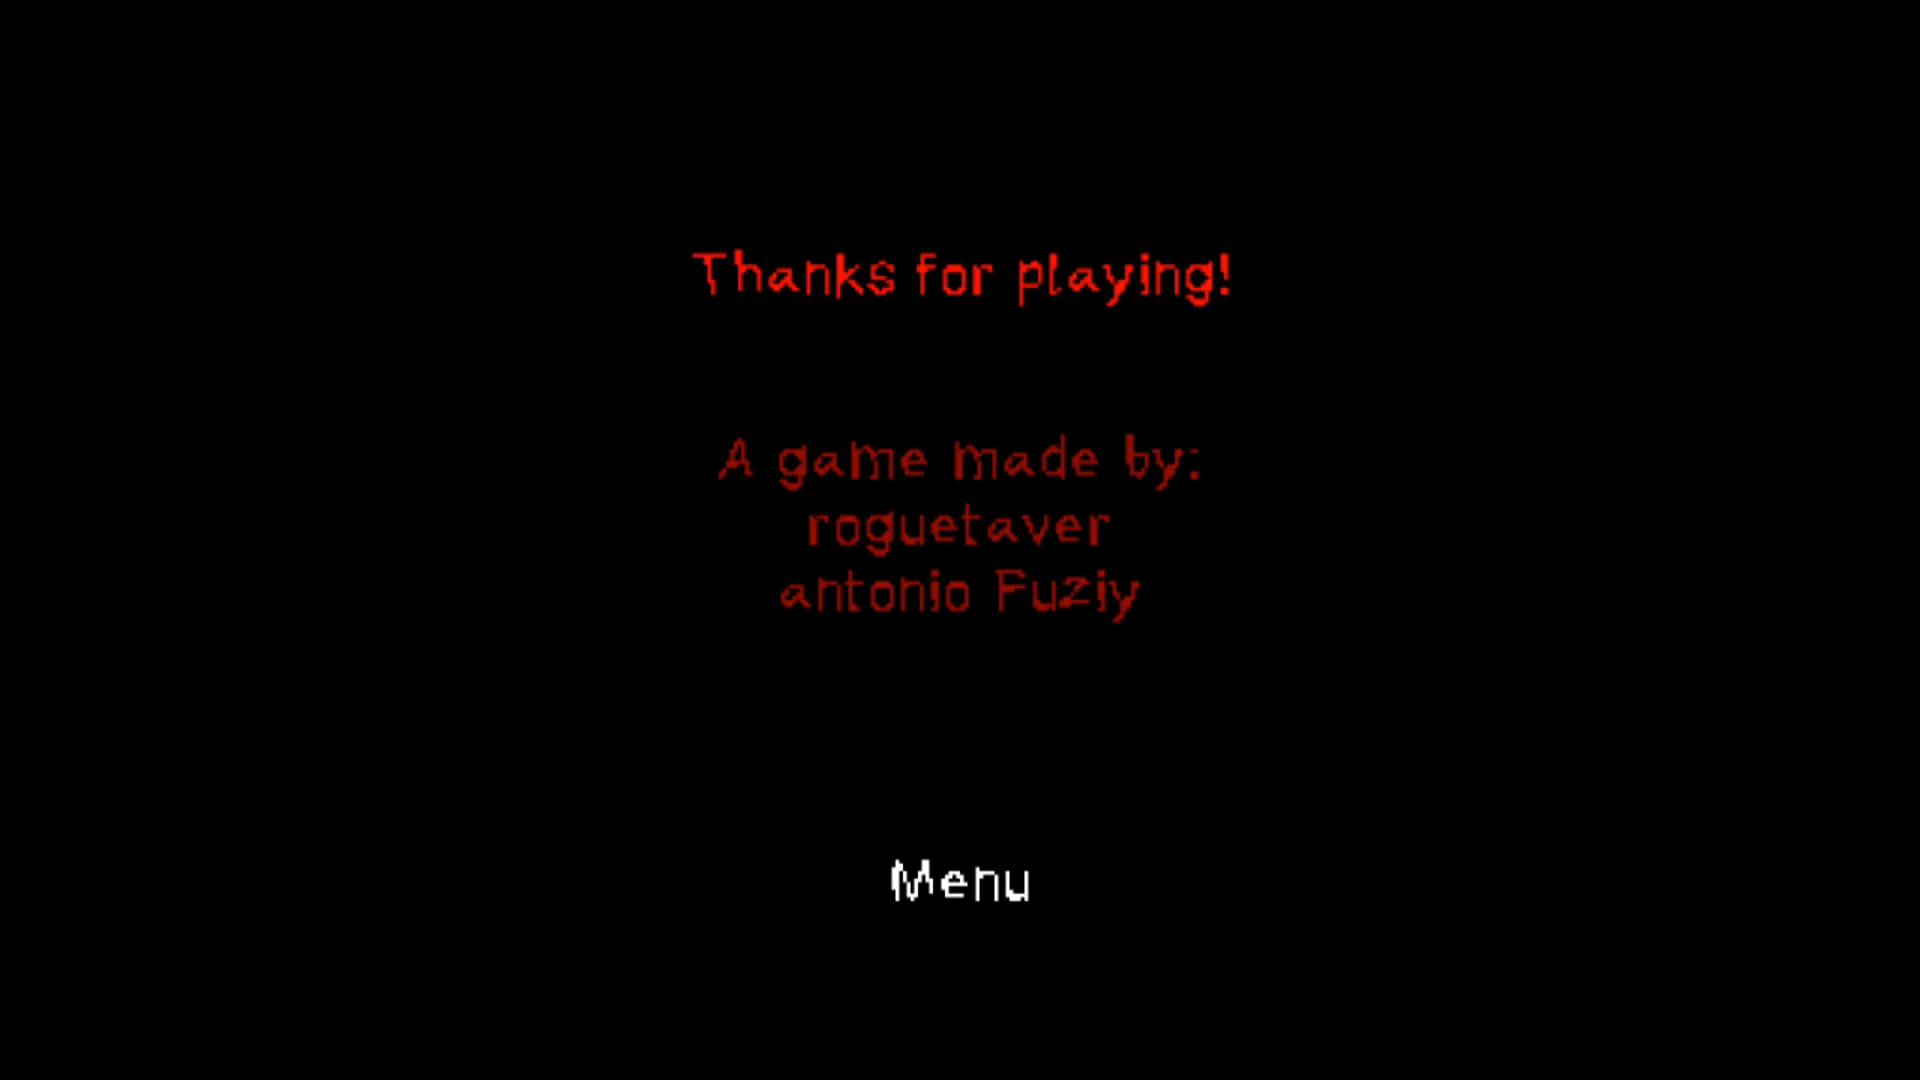 Thanks for playing!
A game made by:
roguetaver
antonio Fuziy
Menu